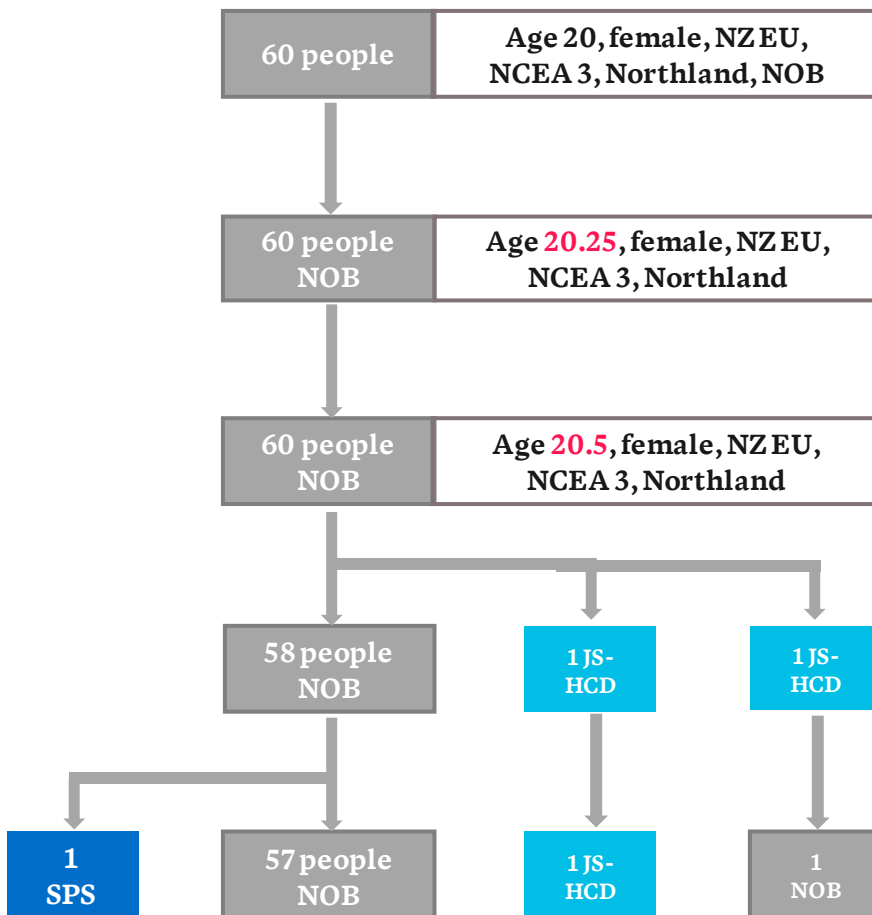 60 people
Age 20, female, NZ EU,
NCEA 3, Northland, NOB
60 people
NOB
Age 20.25, female, NZ EU,
NCEA 3, Northland
60 people
NOB
Age 20.5, female, NZ EU,
NCEA 3, Northland
58 people
NOB
1 JS-
HCD
1 JS-
HCD
1
SPS
57 people
NOB
1 JS-
HCD
1
NOB